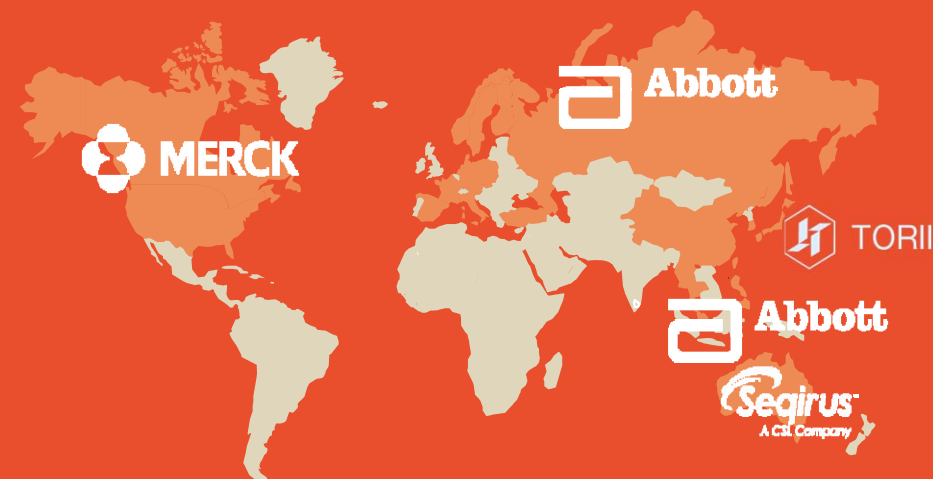 Abbott
MERCK
TORII
Abbott
Seqirus
A CSL Company